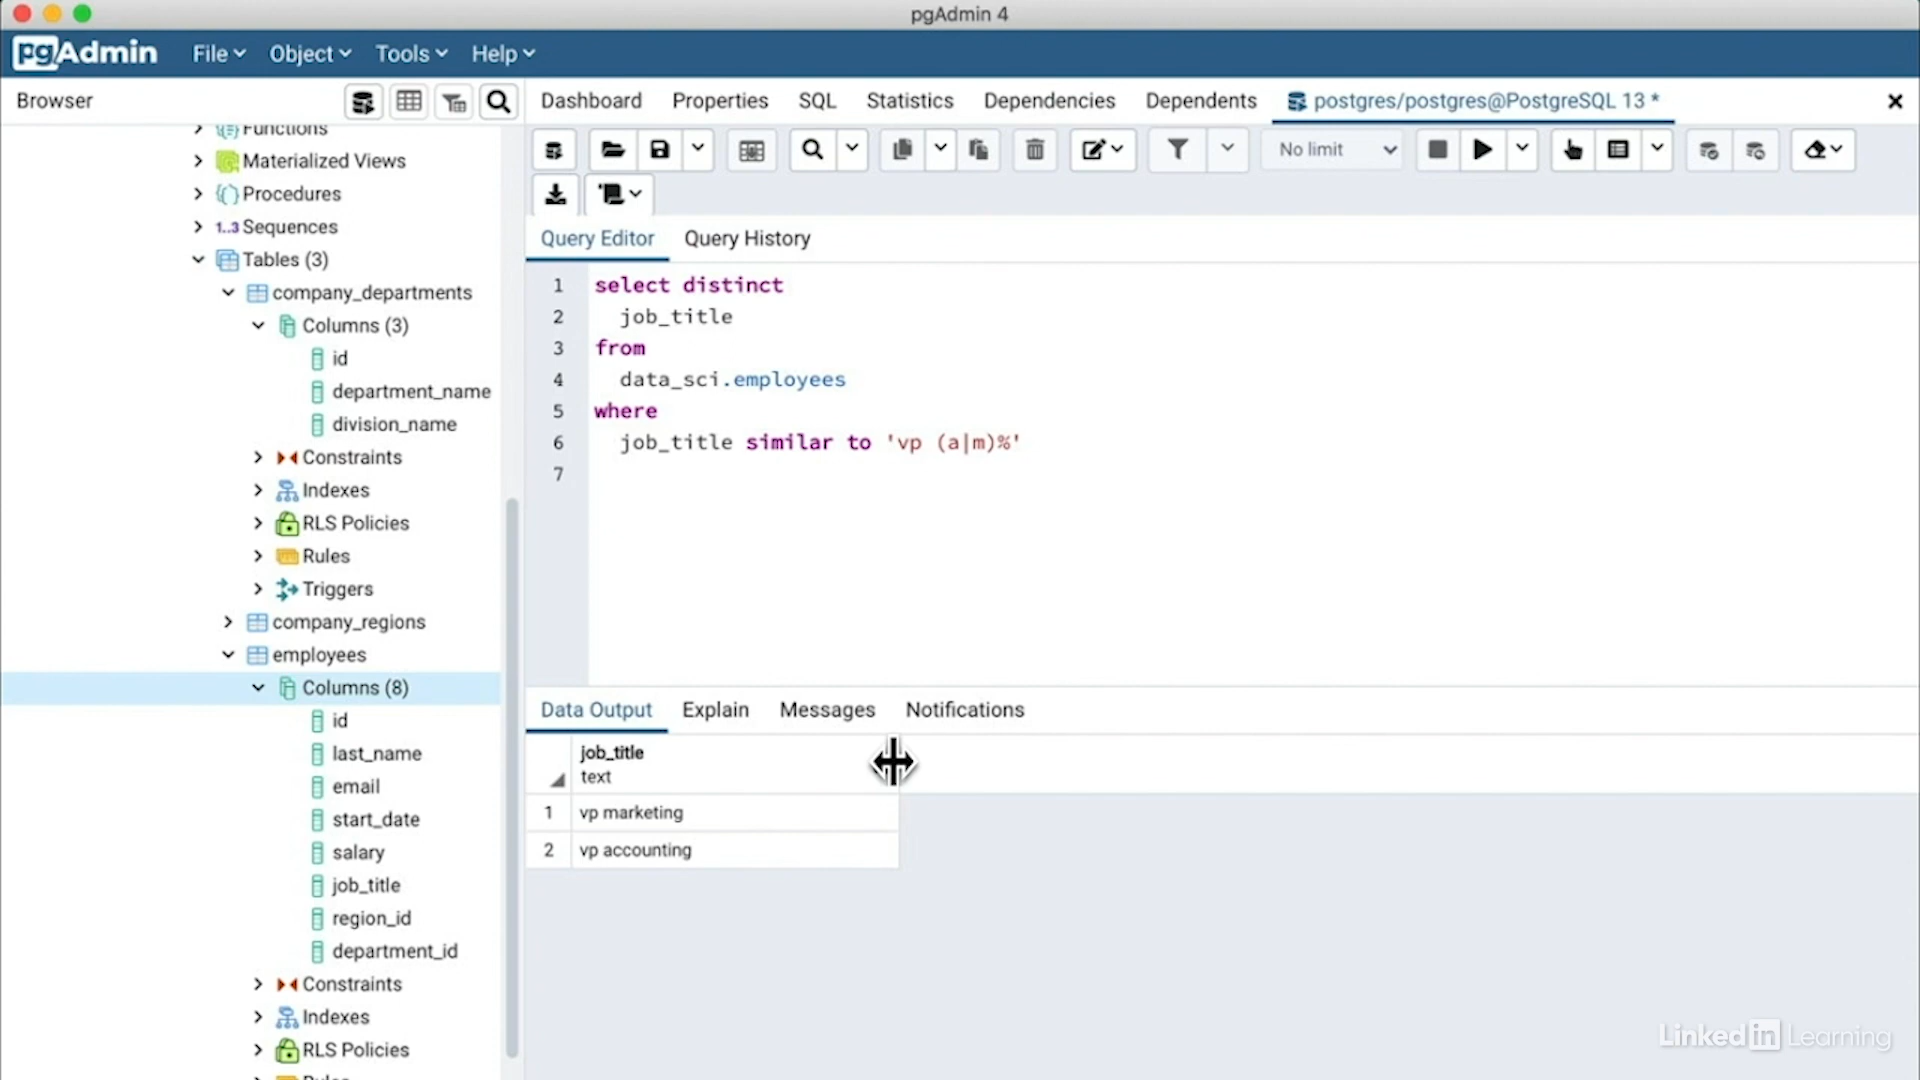 pgAdmin 4
pgAdmin File Object Tools Help
Browser
Dashboard Properties SQL Statistics Dependencies Dependents postgres/postgres@PostgreSQL 13 *
No limit
Functions
Materialized Views
Procedures
1..3 Sequences
Tables (3)
company_departments
Columns (3)
id
department_name
division_name
Constraints
Indexes
RLS Policies
Rules
Triggers
company_regions
employees
Columns (8)
id
last_name
email
start_date
salary
job_title
region_id
department_id
Constraints
Indexes
RLS Policies
Rules
Query Editor Query History
1 select distinct
2 job_title
3 from
4 data_sci.employees
5 where
6 job_title similar to 'vp (a|m)%'
7
Data Output Explain Messages Notifications
job_title
text
1 vp marketing
2 vp accounting
LinkedIn Learning